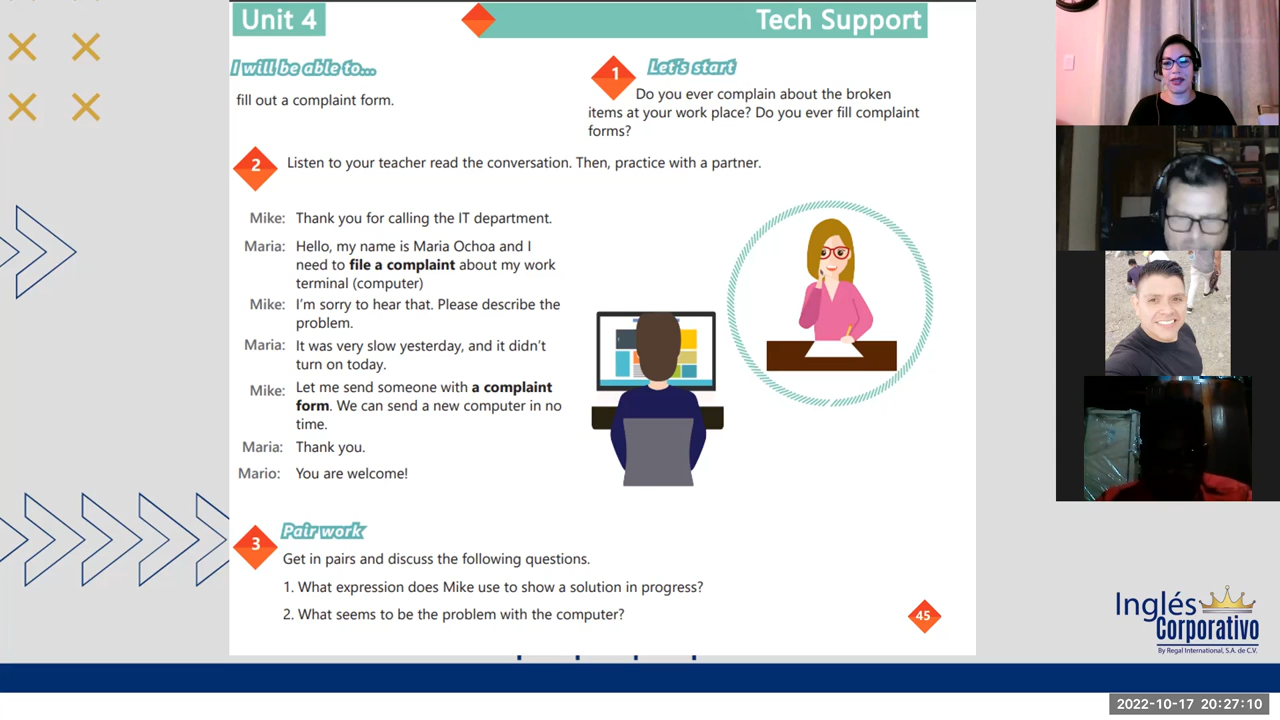 Unit 4
Tech Support
I will be able to...
fill out a complaint form.
1
Let's start
Do you ever complain about the broken
items at your work place? Do you ever fill complaint
forms?
2
Listen to your teacher read the conversation. Then, practice with a partner.
Mike: Thank you for calling the IT department.
Maria: Hello, my name is Maria Ochoa and I
need to file a complaint about my work
terminal (computer)
Mike: I'm sorry to hear that. Please describe the
problem.
Maria: It was very slow yesterday, and it didn't
turn on today.
Mike: Let me send someone with a complaint
form. We can send a new computer in no
time.
Maria: Thank you.
Mario: You are welcome!
3
Pair work
Get in pairs and discuss the following questions.
1. What expression does Mike use to show a solution in progress?
2. What seems to be the problem with the computer?
45
Inglés
Corporativo
By Regal International, S.A. de C.V.
2022-10-17 20:27:10